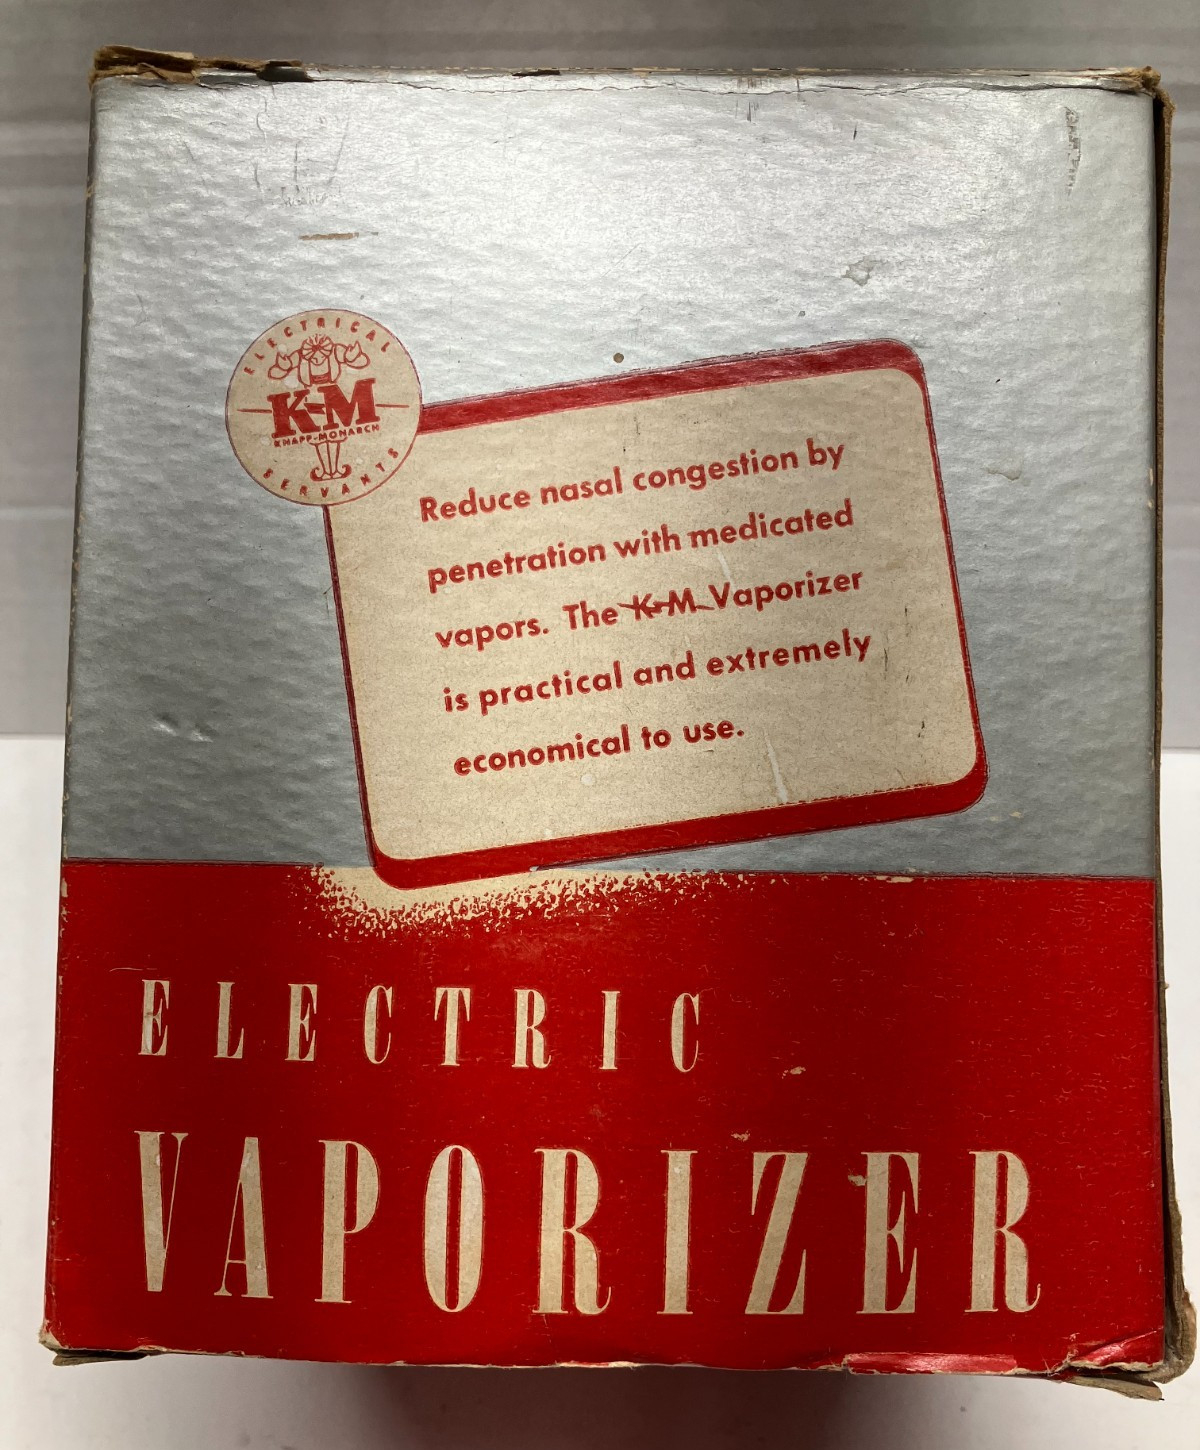 ELECTRICAL
K-M
KNAPP-MONARCH
SERVANTS
Reduce nasal congestion by
penetration with medicated
vapors. The K-M Vaporizer
is practical and extremely
economical to use.
ELECTRIC
VAPORIZER